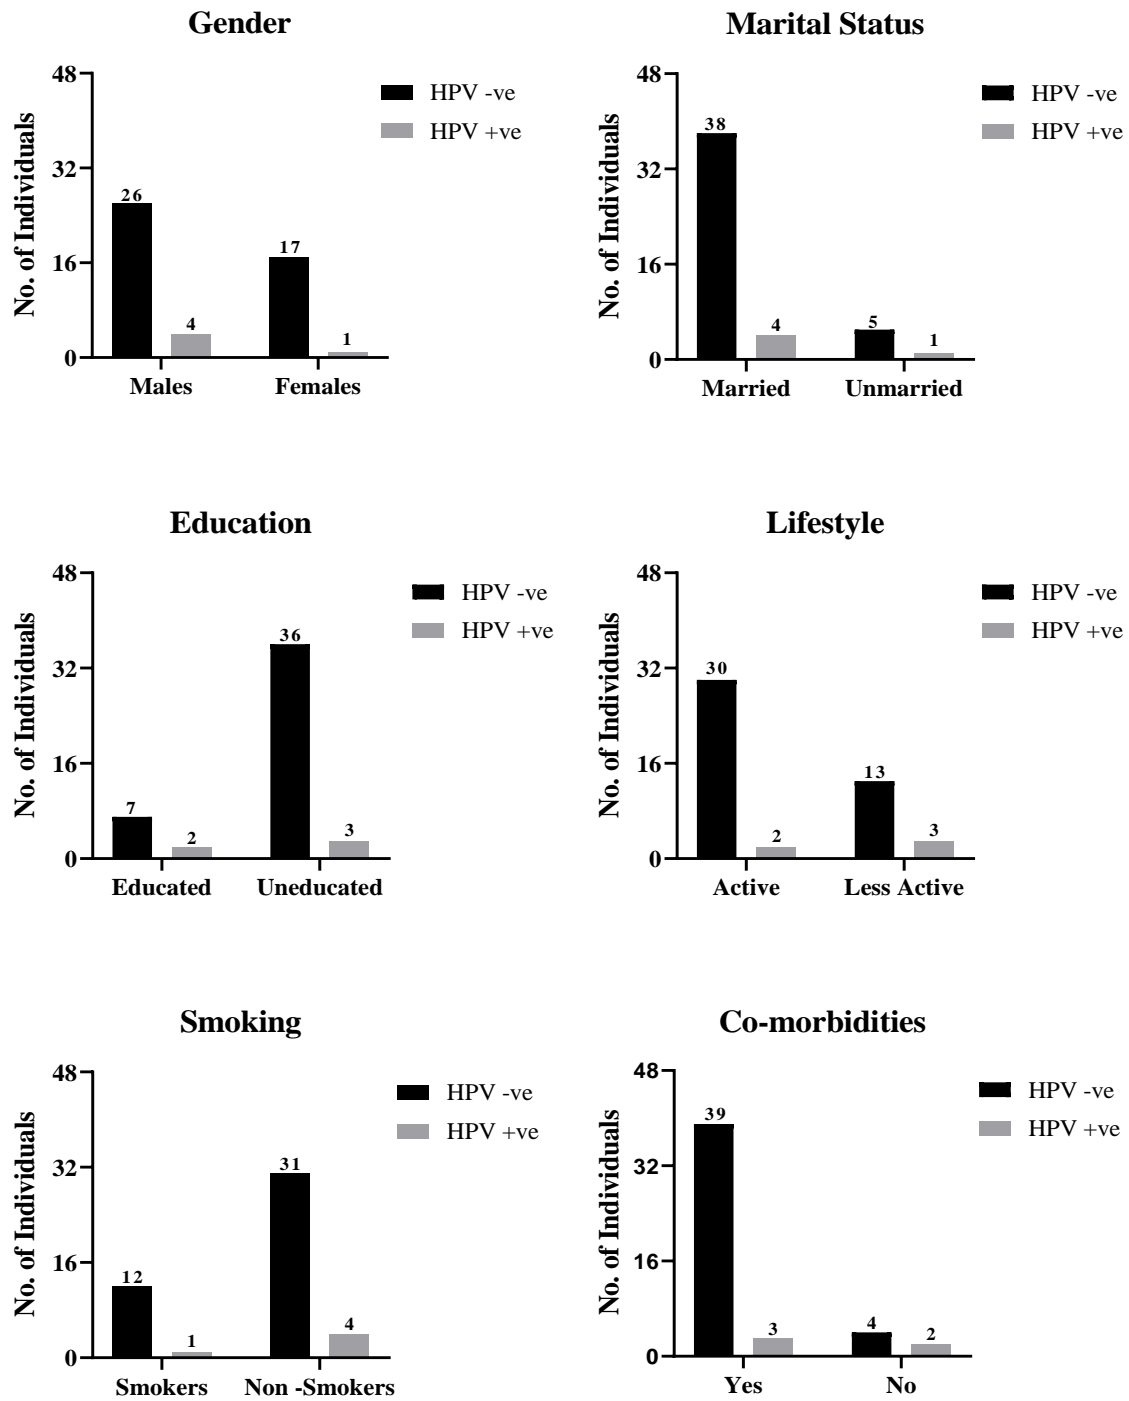 Gender
48
32
16
0
No. of Individuals
26
4
17
1
Males
Females
HPV -ve
HPV +ve
Marital Status
48
32
16
0
No. of Individuals
38
4
5
1
Married
Unmarried
HPV -ve
HPV +ve
Education
48
32
16
0
No. of Individuals
7
2
36
3
Educated
Uneducated
HPV -ve
HPV +ve
Lifestyle
48
32
16
0
No. of Individuals
30
2
13
3
Active
Less Active
HPV -ve
HPV +ve
Smoking
48
32
16
0
No. of Individuals
12
1
31
4
Smokers
Non -Smokers
HPV -ve
HPV +ve
Co-morbidities
48
32
16
0
No. of Individuals
39
3
4
2
Yes
No
HPV -ve
HPV +ve